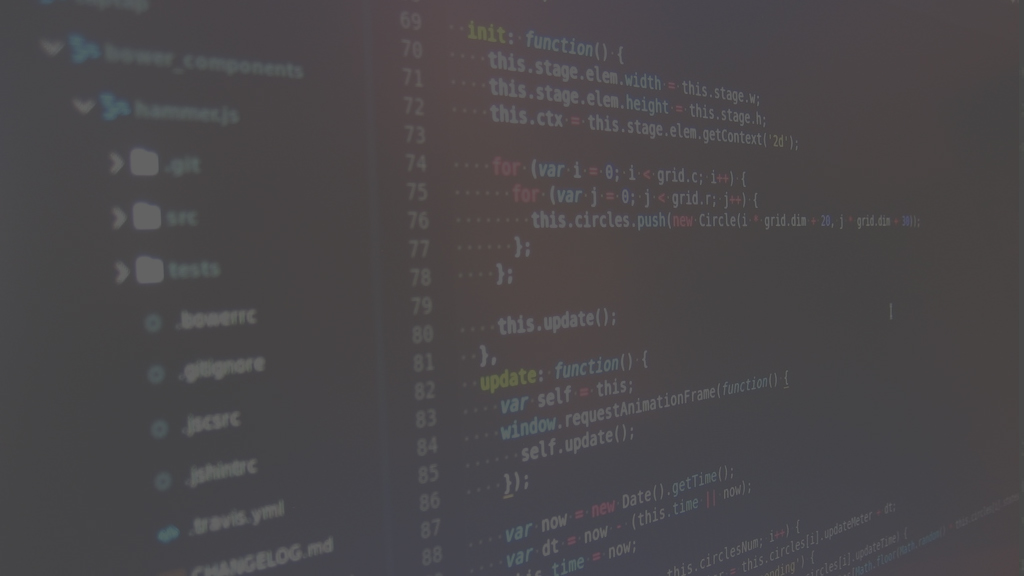 bower_components
hammer.js
.git
src
tests
.bowerrc
.gitignore
.jscsrc
.jshintrc
.travis.yml
CHANGELOG.md
69 init: function() {
70 this.stage.elem.width = this.stage.w;
71 this.stage.elem.height = this.stage.h;
72 this.ctx = this.stage.elem.getContext('2d');
73
74 for (var i = 0; i < grid.c; i++) {
75 for (var j = 0; j < grid.r; j++) {
76 this.circles.push(new Circle(i * grid.dim + 20, j * grid.dim + 30));
77 };
78 };
79
80 this.update();
81 },
82 update: function() {
83 var self = this;
84 window.requestAnimationFrame(function() {
85 self.update();
86 });
87 var now = new Date().getTime();
88 var dt = now - (this.time || now);
time = now;
this.circlesNum; i++) {
this.circles[i].updateMeter dt;
circles[i].updateTime() {